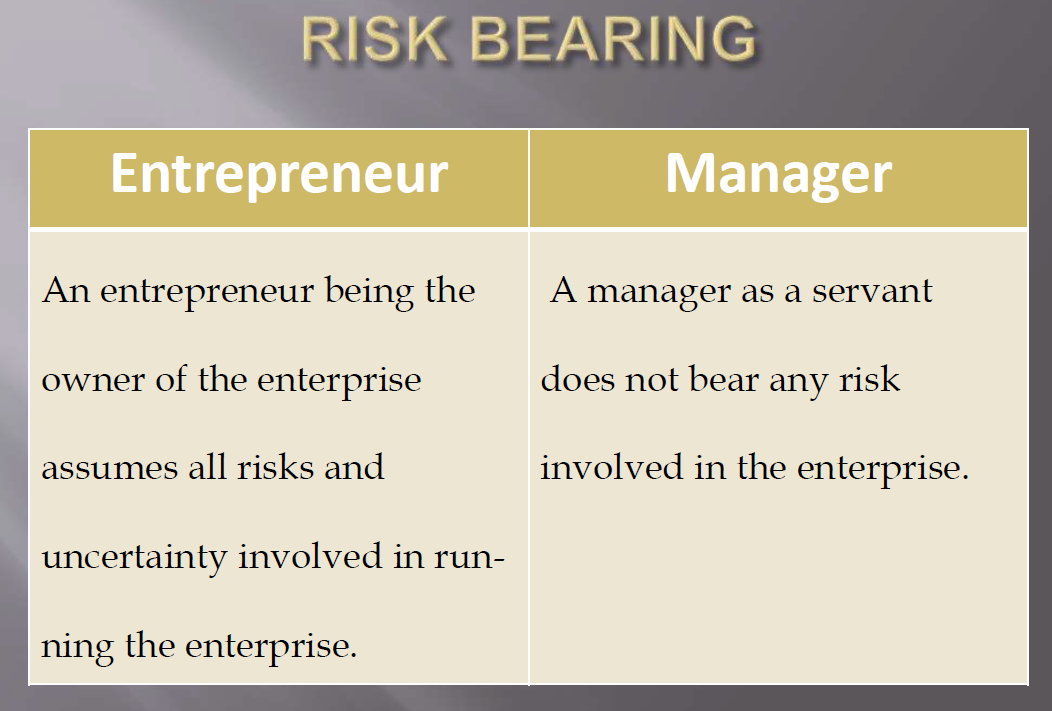 RISK BEARING
Entrepreneur
Manager
An entrepreneur being the
owner of the enterprise
assumes all risks and
uncertainty involved in run-
ning the enterprise.
A manager as a servant
does not bear any risk
involved in the enterprise.